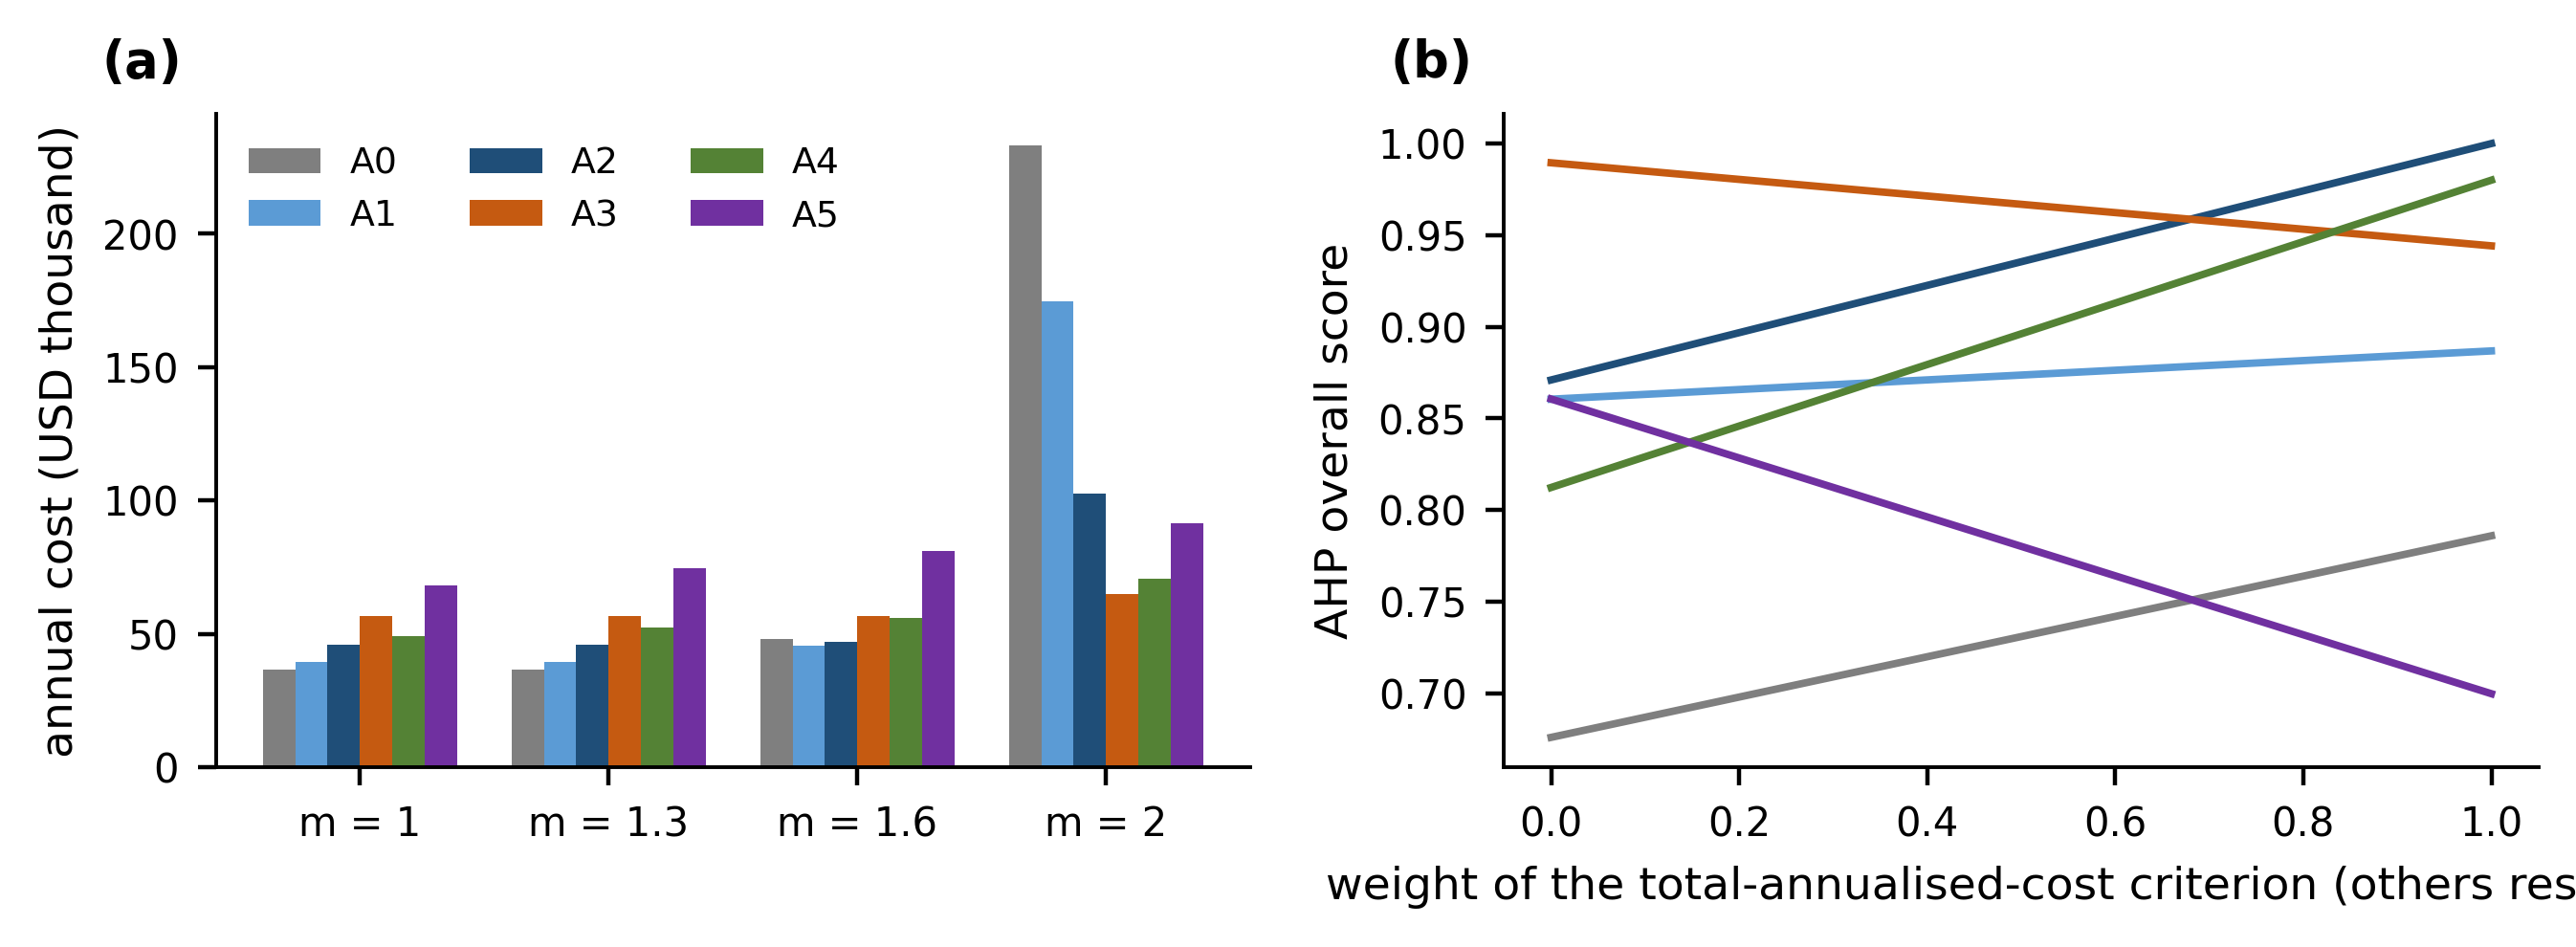 (a)
annual cost (USD thousand)
200
150
100
50
0
A0 A2 A4
A1 A3 A5
m = 1 m = 1.3 m = 1.6 m = 2
(b)
AHP overall score
1.00
0.95
0.90
0.85
0.80
0.75
0.70
0.0 0.2 0.4 0.6 0.8 1.0
weight of the total-annualised-cost criterion (others res